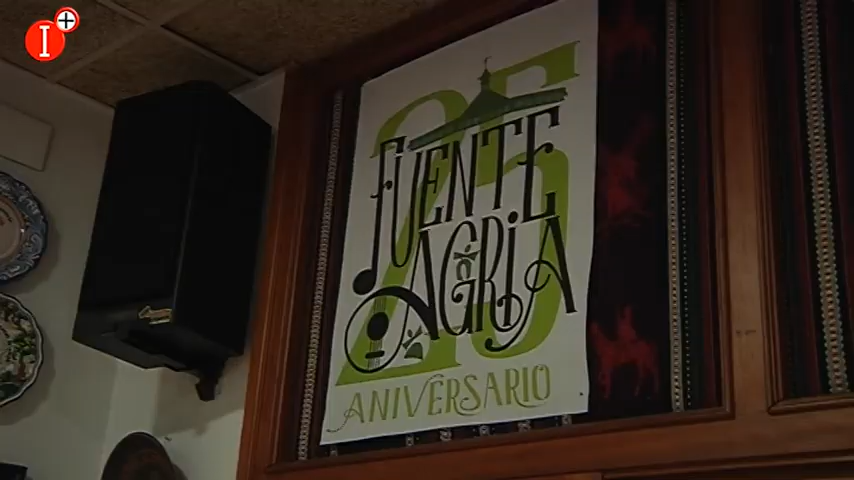 I+
25
FUENTE
AGRIA
ANIVERSARIO